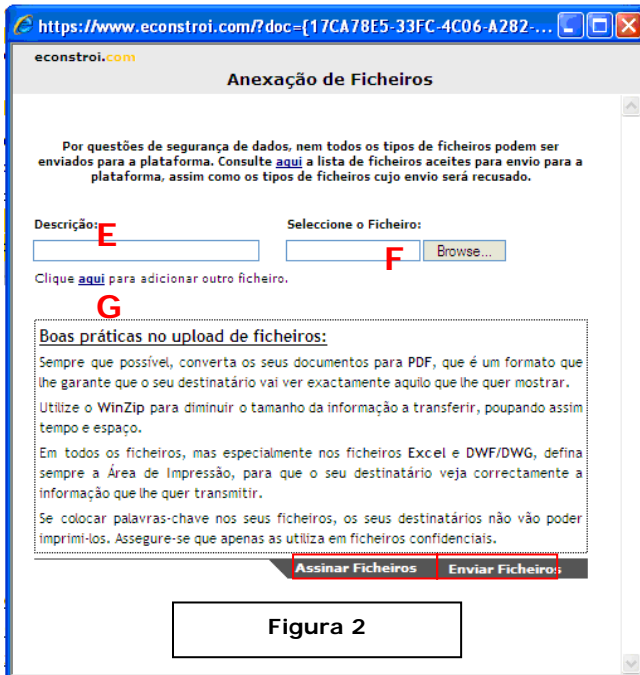 https://www.econstroi.com/?doc={17CA78E5-33FC-4C06-A282-...
econstroi.com
Anexação de Ficheiros
Por questões de segurança de dados, nem todos os tipos de ficheiros podem ser
enviados para a plataforma. Consulte aqui a lista de ficheiros aceites para envio para a
plataforma, assim como os tipos de ficheiros cujo envio será recusado.
Descrição: E Seleccione o Ficheiro:
F Browse...
Clique aqui para adicionar outro ficheiro.
G
Boas práticas no upload de ficheiros:
Sempre que possível, converta os seus documentos para PDF, que é um formato que
lhe garante que o seu destinatário vai ver exactamente aquilo que lhe quer mostrar.
Utilize o WinZip para diminuir o tamanho da informação a transferir, poupando assim
tempo e espaço.
Em todos os ficheiros, mas especialmente nos ficheiros Excel e DWF/DWG, defina
sempre a Área de Impressão, para que o seu destinatário veja correctamente a
informação que lhe quer transmitir.
Se colocar palavras-chave nos seus ficheiros, os seus destinatários não vão poder
imprimi-los. Assegure-se que apenas as utiliza em ficheiros confidenciais.
Assinar Ficheiros Enviar Ficheiros
Figura 2